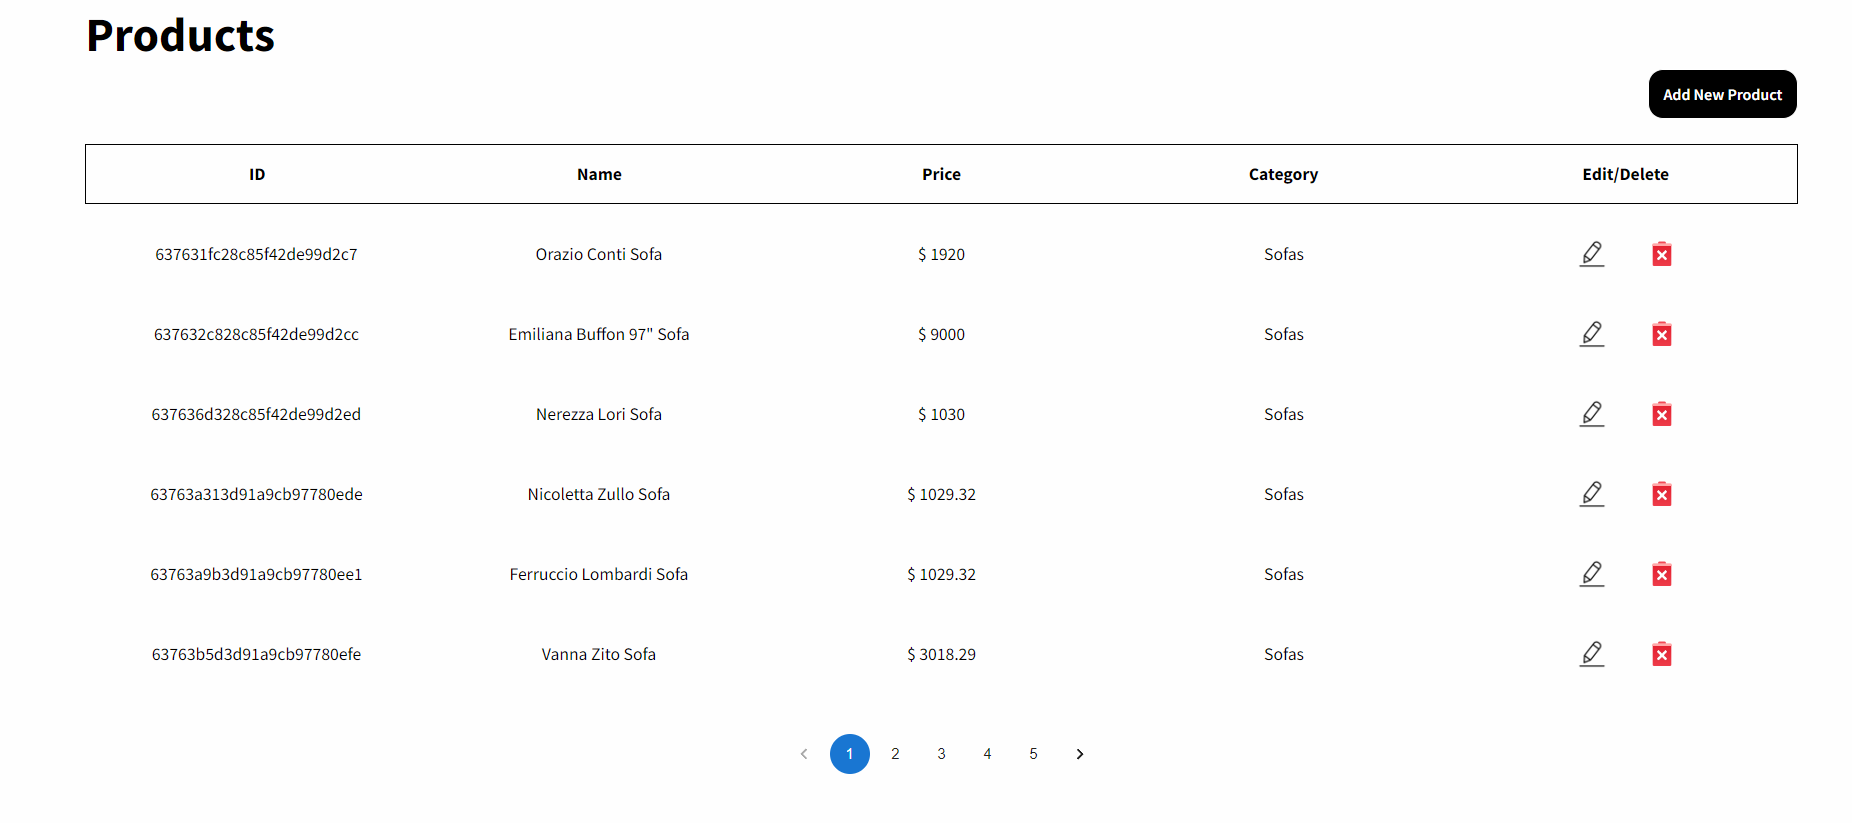 Products
Add New Product
ID Name Price Category Edit/Delete
637631fc28c85f42de99d2c7 Orazio Conti Sofa $ 1920 Sofas
637632c828c85f42de99d2cc Emiliana Buffon 97" Sofa $ 9000 Sofas
637636d328c85f42de99d2ed Nerezza Lori Sofa $ 1030 Sofas
63763a313d91a9cb97780ede Nicoletta Zullo Sofa $ 1029.32 Sofas
63763a9b3d91a9cb97780ee1 Ferruccio Lombardi Sofa $ 1029.32 Sofas
63763b5d3d91a9cb97780efe Vanna Zito Sofa $ 3018.29 Sofas
1 2 3 4 5